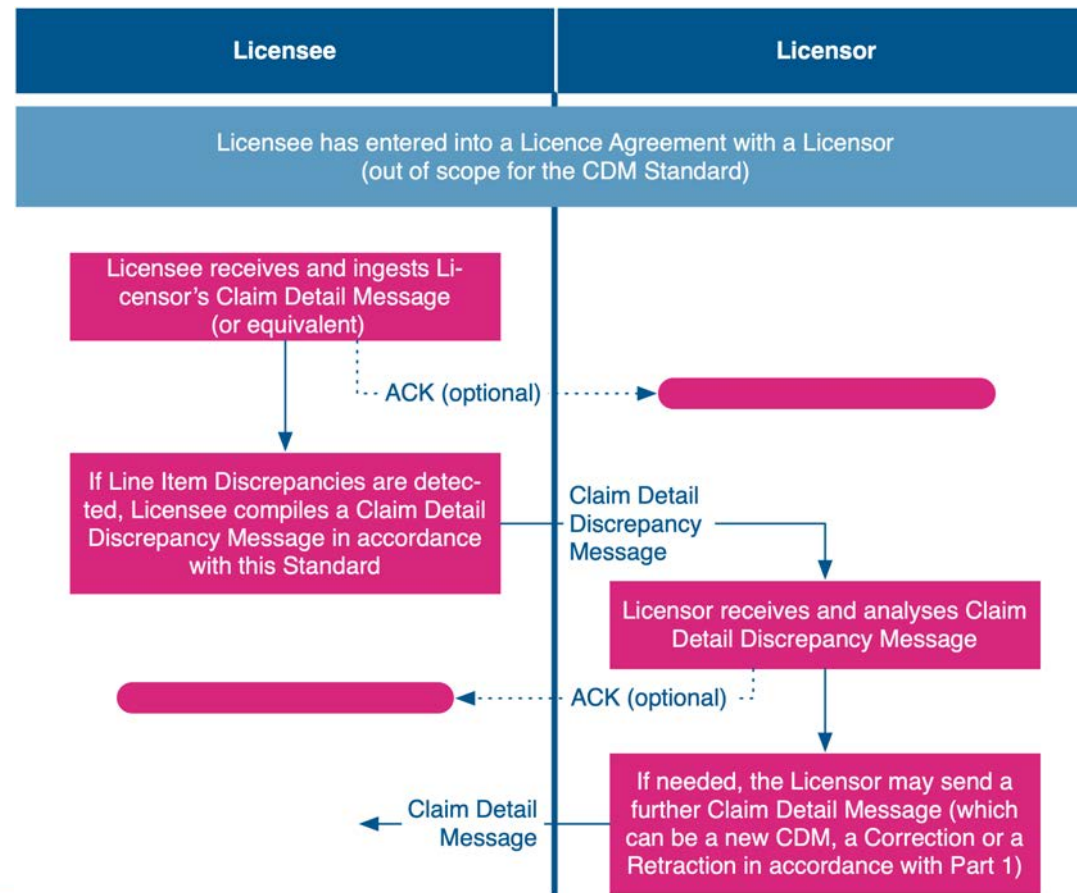 Licensee
Licensor
Licensee has entered into a Licence Agreement with a Licensor
(out of scope for the CDM Standard)
Licensee receives and ingests Li-
censor’s Claim Detail Message
(or equivalent)
ACK (optional)
If Line Item Discrepancies are detec-
ted, Licensee compiles a Claim Detail
Discrepancy Message in accordance
with this Standard
Claim Detail
Discrepancy
Message
Licensor receives and analyses Claim
Detail Discrepancy Message
ACK (optional)
If needed, the Licensor may send a
further Claim Detail Message (which
can be a new CDM, a Correction or a
Retraction in accordance with Part 1)
Claim Detail
Message